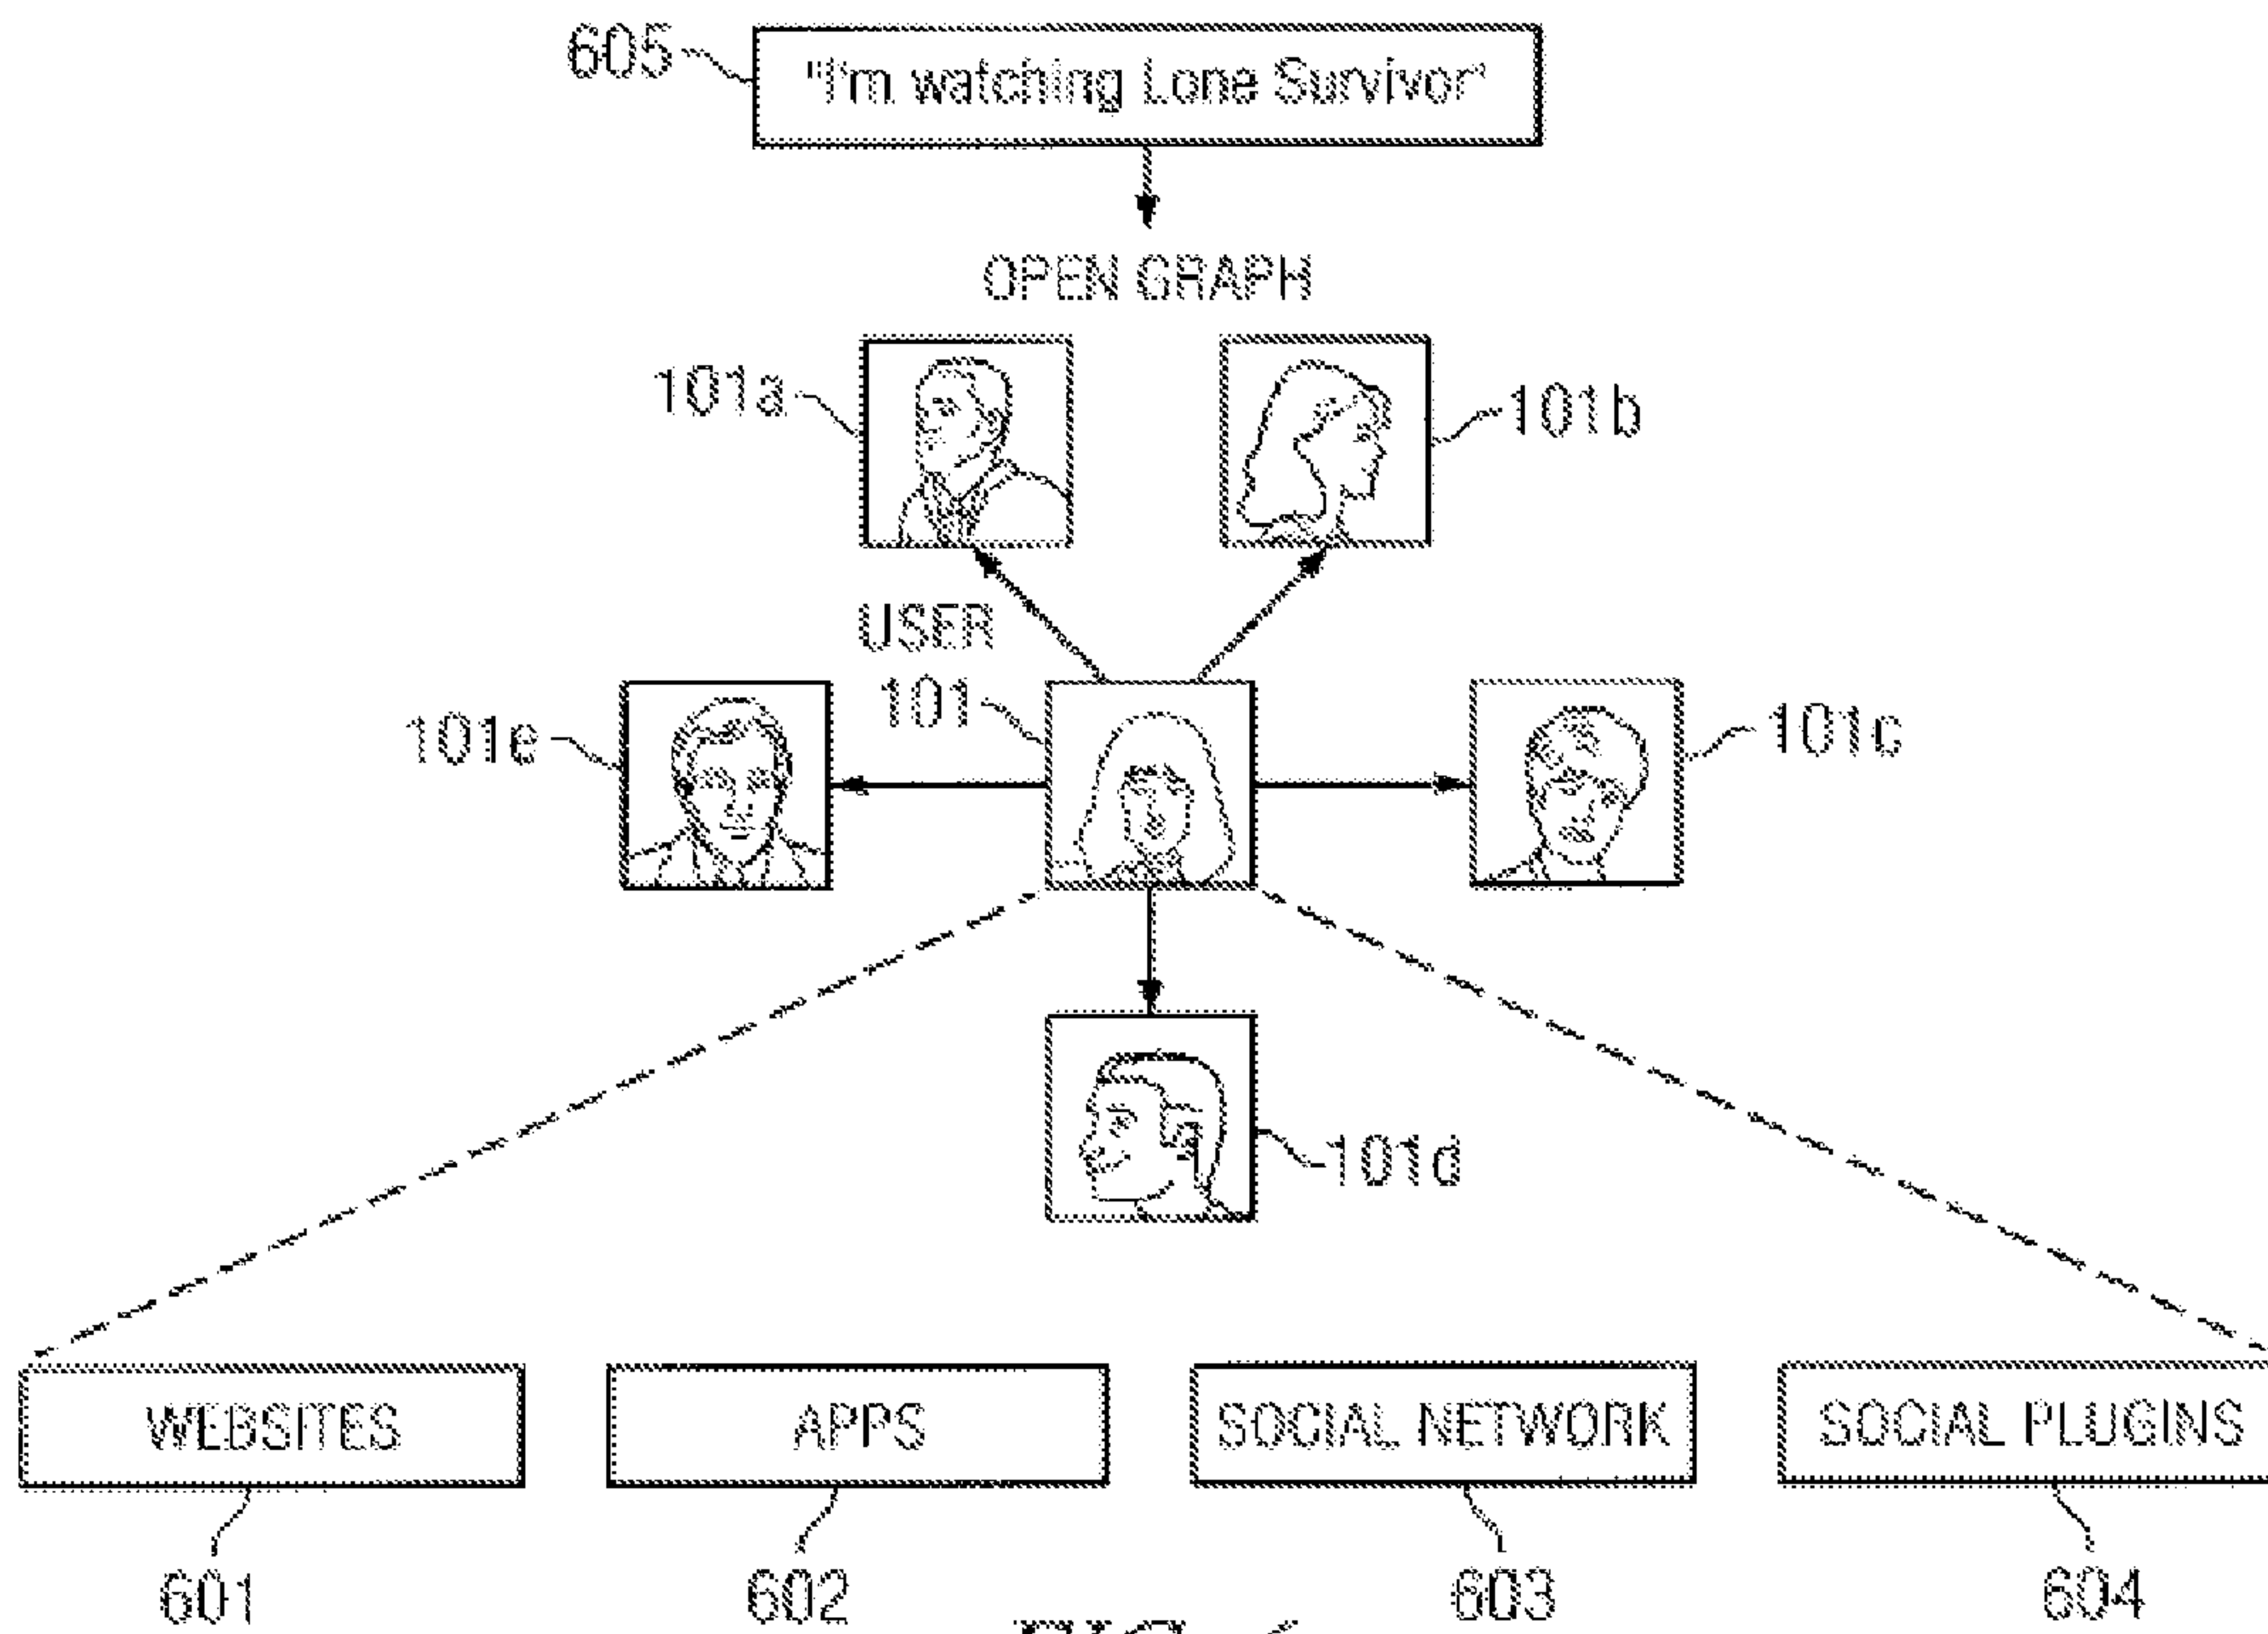 605
"I'm watching Lone Survivor"
OPEN GRAPH
101a
101b
USER
101
101e
101c
101d
WEBSITES
APPS
SOCIAL NETWORK
SOCIAL PLUGINS
601
602
603
604